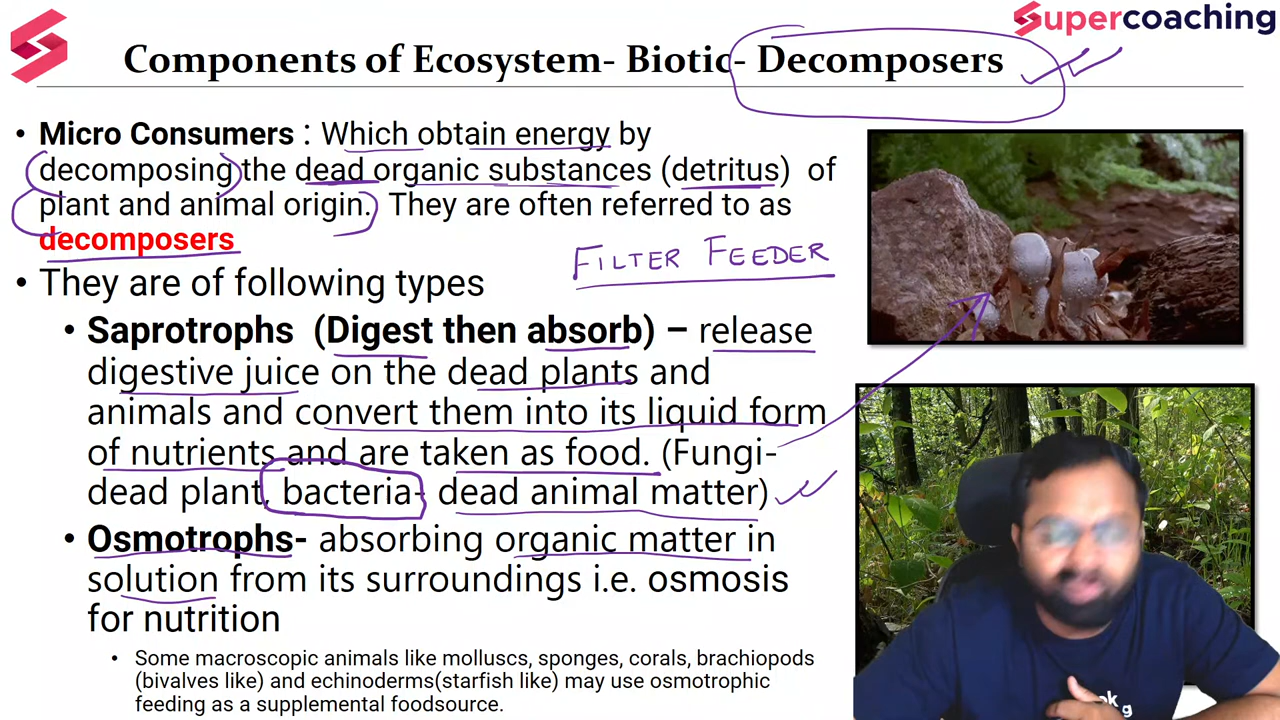 Supercoaching
Components of Ecosystem- Biotic- Decomposers
• Micro Consumers : Which obtain energy by
decomposing the dead organic substances (detritus) of
plant and animal origin. They are often referred to as
decomposers
FILTER FEEDER
• They are of following types
• Saprotrophs (Digest then absorb) – release
digestive juice on the dead plants and
animals and convert them into its liquid form
of nutrients and are taken as food. (Fungi-
dead plant, bacteria- dead animal matter)
• Osmotrophs- absorbing organic matter in
solution from its surroundings i.e. osmosis
for nutrition
• Some macroscopic animals like molluscs, sponges, corals, brachiopods
(bivalves like) and echinoderms(starfish like) may use osmotrophic
feeding as a supplemental foodsource.